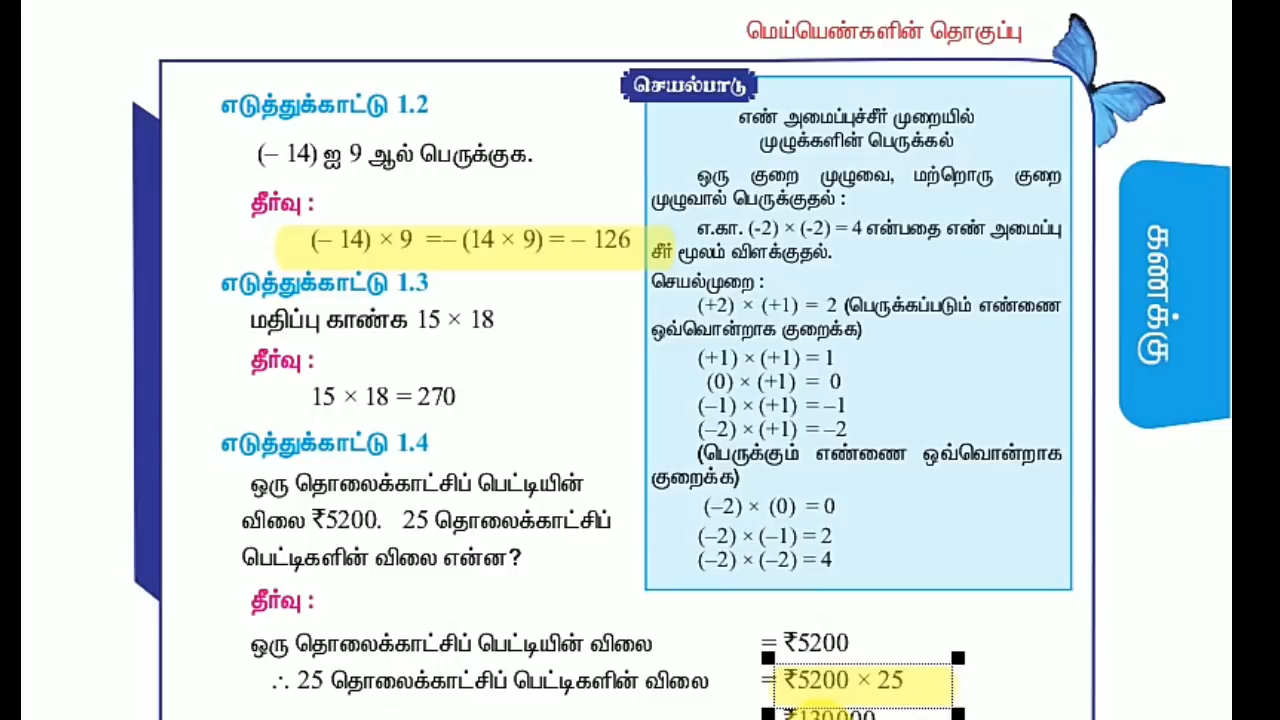 மெய்யெண்களின் தொகுப்பு
எடுத்துக்காட்டு 1.2
(– 14) ஐ 9 ஆல் பெருக்குக.
தீர்வு :
(– 14) × 9 =– (14 × 9) = – 126
எடுத்துக்காட்டு 1.3
மதிப்பு காண்க 15 × 18
தீர்வு :
15 × 18 = 270
எடுத்துக்காட்டு 1.4
ஒரு தொலைக்காட்சிப் பெட்டியின்
விலை ₹5200. 25 தொலைக்காட்சிப்
பெட்டிகளின் விலை என்ன?
தீர்வு :
ஒரு தொலைக்காட்சிப் பெட்டியின் விலை = ₹5200
∴ 25 தொலைக்காட்சிப் பெட்டிகளின் விலை = ₹5200 × 25
₹130000
செயல்பாடு
எண் அமைப்புச்சீர் முறையில்
முழுக்களின் பெருக்கல்
ஒரு குறை முழுவை, மற்றொரு குறை
முழுவால் பெருக்குதல் :
எ.கா. (-2) × (-2) = 4 என்பதை எண் அமைப்பு
சீர் மூலம் விளக்குதல்.
செயல்முறை :
(+2) × (+1) = 2 (பெருக்கப்படும் எண்ணை
ஒவ்வொன்றாக குறைக்க)
(+1) × (+1) = 1
(0) × (+1) = 0
(–1) × (+1) = –1
(–2) × (+1) = –2
(பெருக்கும் எண்ணை ஒவ்வொன்றாக
குறைக்க)
(–2) × (0) = 0
(–2) × (–1) = 2
(–2) × (–2) = 4
கணக்கு